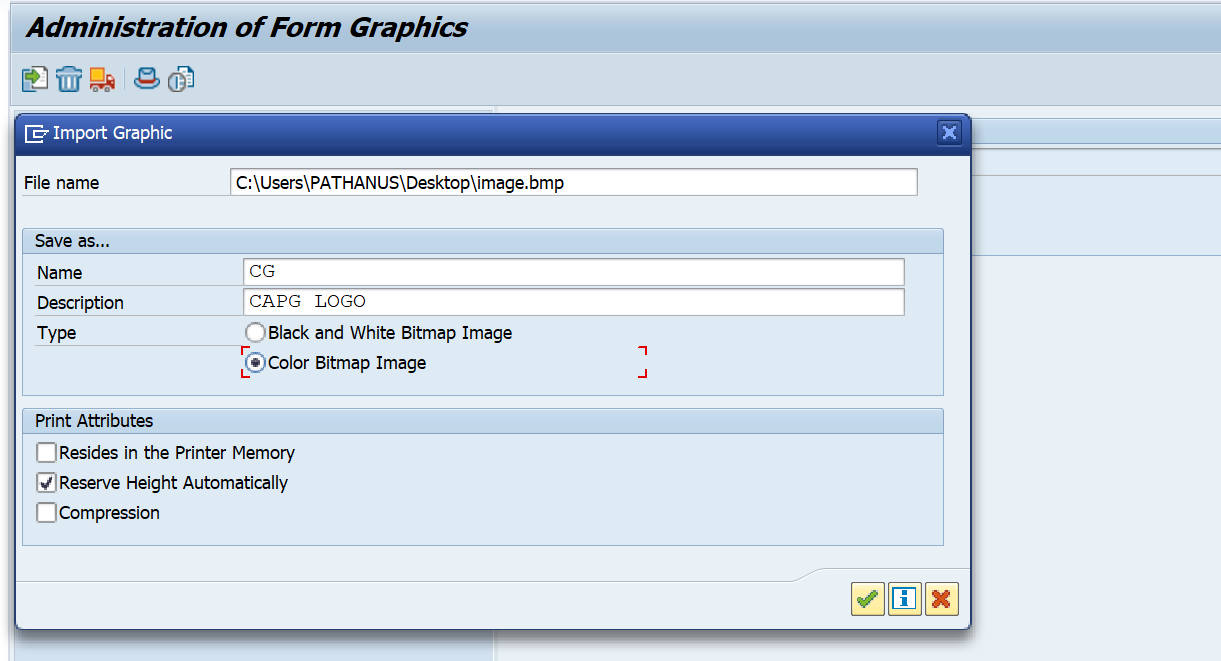 Administration of Form Graphics
Import Graphic
File name C:\Users\PATHANUS\Desktop\image.bmp
Save as...
Name CG
Description CAPG LOGO
Type Black and White Bitmap Image
Color Bitmap Image
Print Attributes
Resides in the Printer Memory
Reserve Height Automatically
Compression